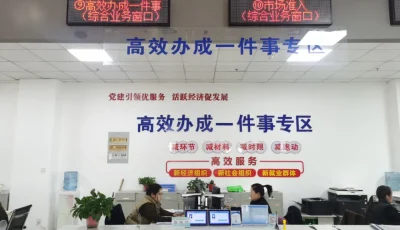 ⑨高效办成一件事
(综合业务窗口)
⑩市场准入
(综合业务窗口)
高效办成一件事专区
党建引领优服务 活跃经济促发展
高效办成一件事专区
减环节 减材料 减时限 减跑动
高效服务
新经济组织 新社会组织 新就业群体